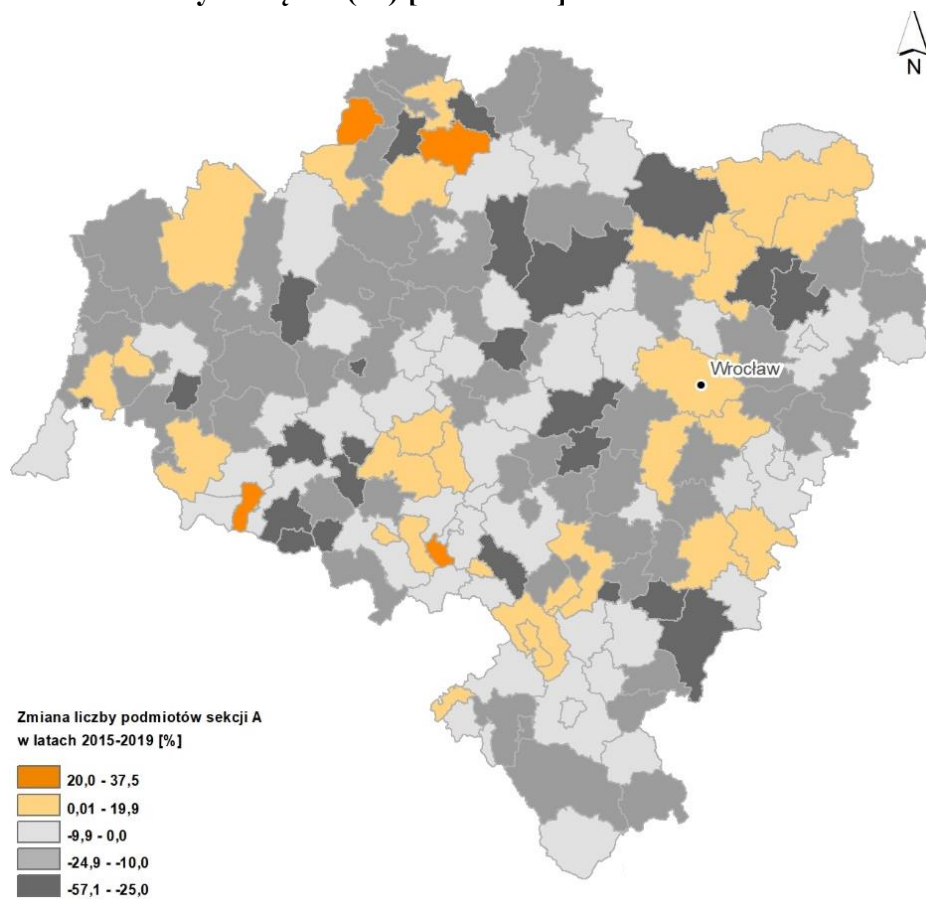 N
Wrocław
Zmiana liczby podmiotów sekcji A
w latach 2015-2019 [%]
20,0 - 37,5
0,01 - 19,9
-9,9 - 0,0
-24,9 - -10,0
-57,1 - -25,0